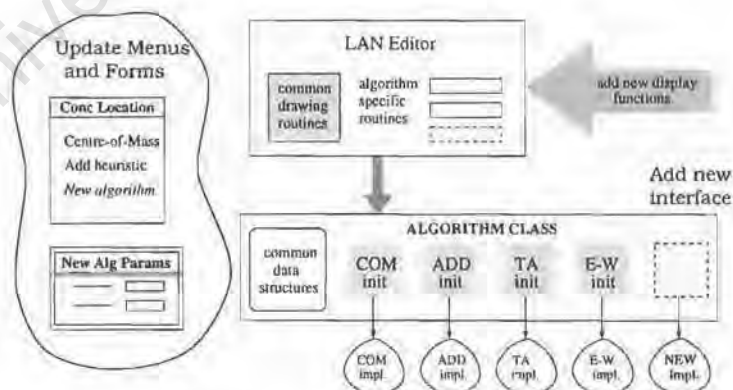 Update Menus
and Forms
Conc Location
Centre-of-Mass
Add heuristic
New algorithm
New Alg Params
LAN Editor
common
drawing
routines
algorithm
specific
routines
add new display
functions
Add new
interface
ALGORITHM CLASS
common
data
structures
COM
init
ADD
init
TA
init
E-W
init
COM
impl.
ADD
impl.
TA
impl.
E-W
impl.
NEW
impl.